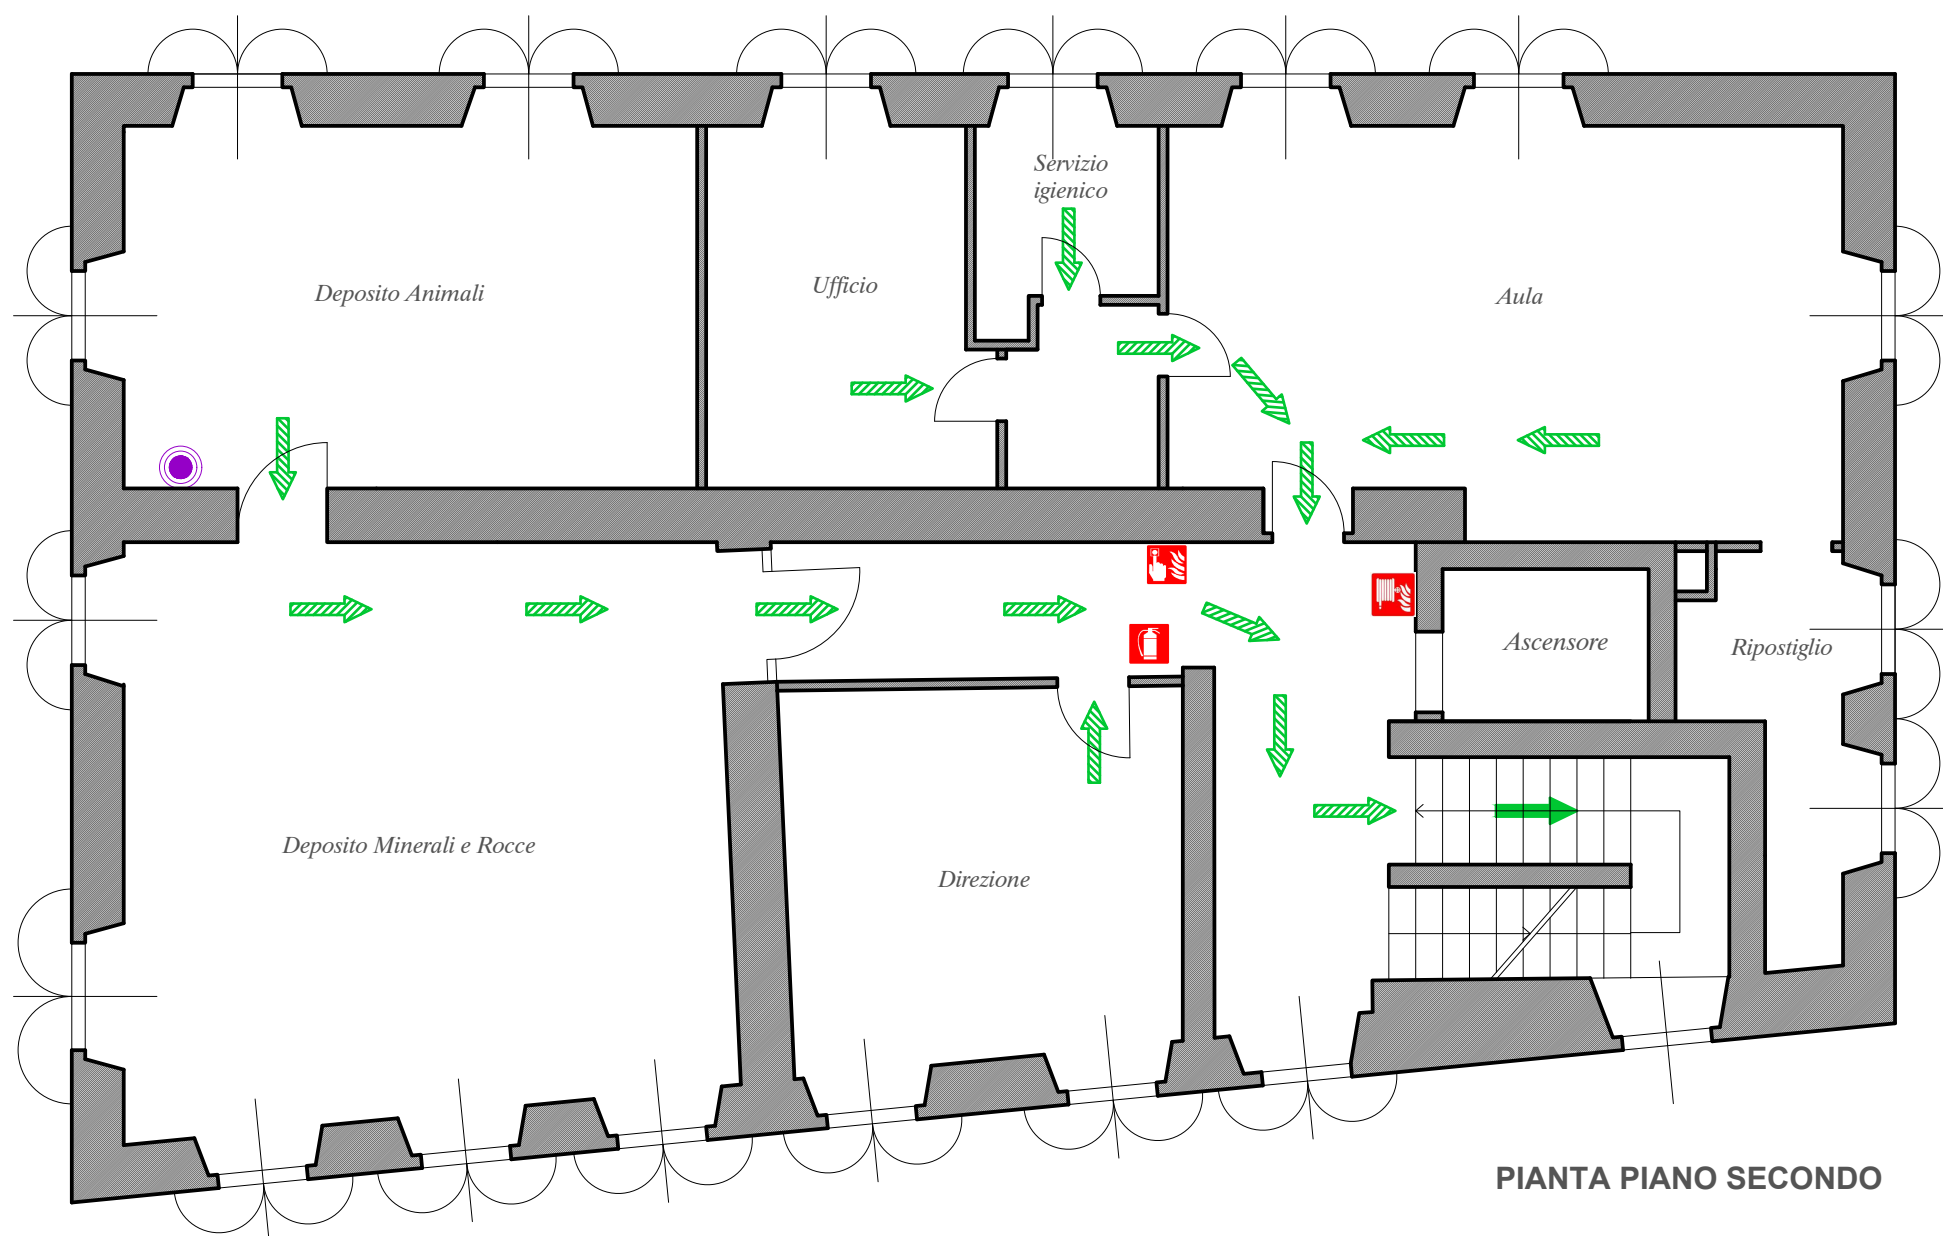 Servizio
igienico
Deposito Animali
Ufficio
Aula
Ascensore
Ripostiglio
Deposito Minerali e Rocce
Direzione
PIANTA PIANO SECONDO